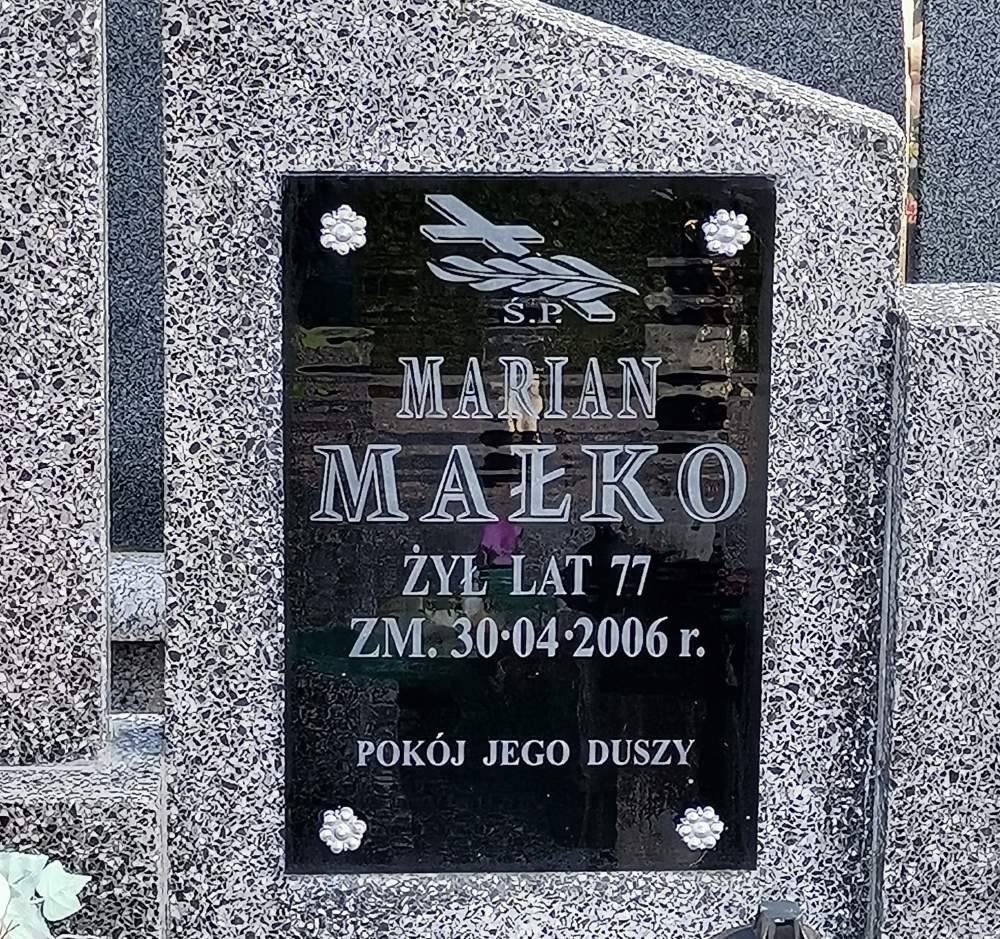 Ś.P.
MARIAN
MAŁKO
ŻYŁ LAT 77
ZM. 30·04·2006 r.
POKÓJ JEGO DUSZY